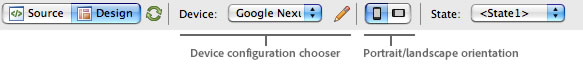 Source Design Device: Google Nexu State: <State1>
Device configuration chooser Portrait/landscape orientation